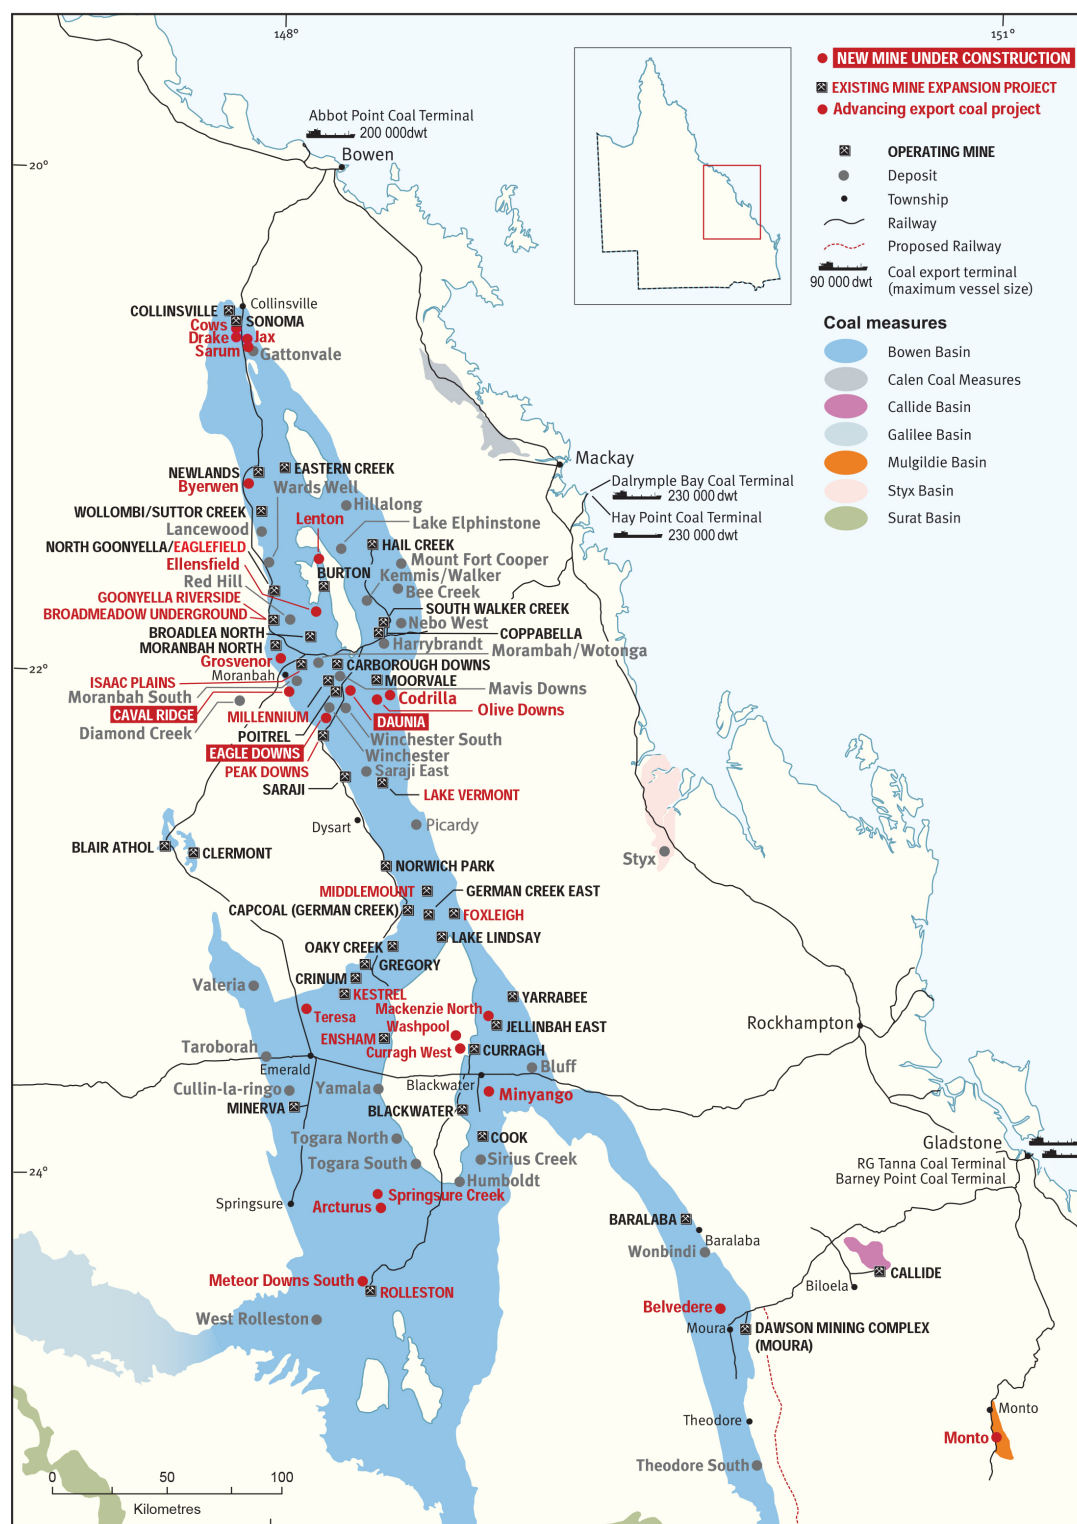 148°
151°
NEW MINE UNDER CONSTRUCTION
EXISTING MINE EXPANSION PROJECT
Advancing export coal project
Abbot Point Coal Terminal
200 000dwt
Bowen
20°
OPERATING MINE
Deposit
Township
Railway
Proposed Railway
90 000 dwt
Coal export terminal
(maximum vessel size)
Coal measures
Bowen Basin
Calen Coal Measures
Callide Basin
Galilee Basin
Mulgildie Basin
Styx Basin
Surat Basin
Collinsville
COLLINSVILLE
SONOMA
Cows
Drake
Jax
Sarum
Gattonvale
Mackay
Dalrymple Bay Coal Terminal
230 000 dwt
Hay Point Coal Terminal
230 000 dwt
NEWLANDS
EASTERN CREEK
Byerwen
Wards Well
Hillalong
WOLLOMBI/SUTTOR CREEK
Lancewood
Lenton
Lake Elphinstone
NORTH GOONYELLA/EAGLEFIELD
HAIL CREEK
Ellensfield
Mount Fort Cooper
BURTON
Kemmis/Walker
Red Hill
Bee Creek
GOONYELLA RIVERSIDE
BROADMEADOW UNDERGROUND
SOUTH WALKER CREEK
Nebo West
BROADLEA NORTH
COPPABELLA
MORANBAH NORTH
Harrybrandt
Morambah/Wotonga
Grosvenor
CARBOROUGH DOWNS
22°
Moranbah
ISAAC PLAINS
MOORVALE
Moranbah South
Mavis Downs
Codrilla
CAVAL RIDGE
Olive Downs
MILLENNIUM
DAUNIA
Diamond Creek
POITREL
Winchester South
EAGLE DOWNS
Winchester
PEAK DOWNS
Saraji East
SARAJI
LAKE VERMONT
Dysart
Picardy
BLAIR ATHOL
CLERMONT
Styx
NORWICH PARK
MIDDLEMOUNT
GERMAN CREEK EAST
CAPCOAL (GERMAN CREEK)
FOXLEIGH
LAKE LINDSAY
OAKY CREEK
GREGORY
CRINUM
Valeria
KESTREL
YARRABEE
Teresa
Mackenzie North
Washpool
JELLINBAH EAST
Rockhampton
ENSHAM
Curragh West
CURRAGH
Taroborah
Emerald
Bluff
Cullin-la-ringo
Yamala
Blackwater
Minyango
MINERVA
BLACKWATER
COOK
Togara North
Gladstone
Togara South
Sirius Creek
RG Tanna Coal Terminal
Barney Point Coal Terminal
24°
Humboldt
Springsure Creek
Springsure
Arcturus
BARALABA
Baralaba
Wonbindi
Meteor Downs South
ROLLESTON
CALLIDE
Biloela
Belvedere
West Rolleston
Moura
DAWSON MINING COMPLEX
(MOURA)
Theodore
Monto
Monto
Theodore South
0 50 100
Kilometres